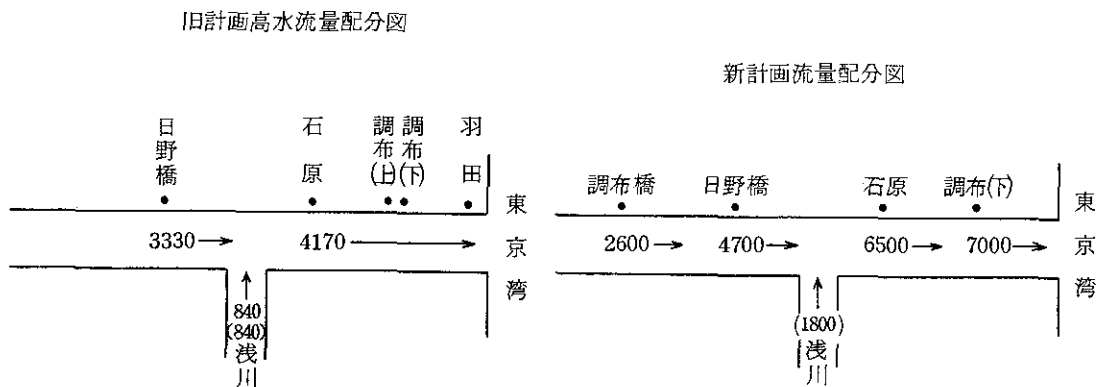 旧計画高水流量配分図
日野橋
石原
調布(上)
調布(下)
羽田
3330→
4170→
840
(840)
浅川
東京湾
新計画流量配分図
調布橋
日野橋
石原
調布(下)
2600→
4700→
6500→
7000→
(1800)
浅川
東京湾